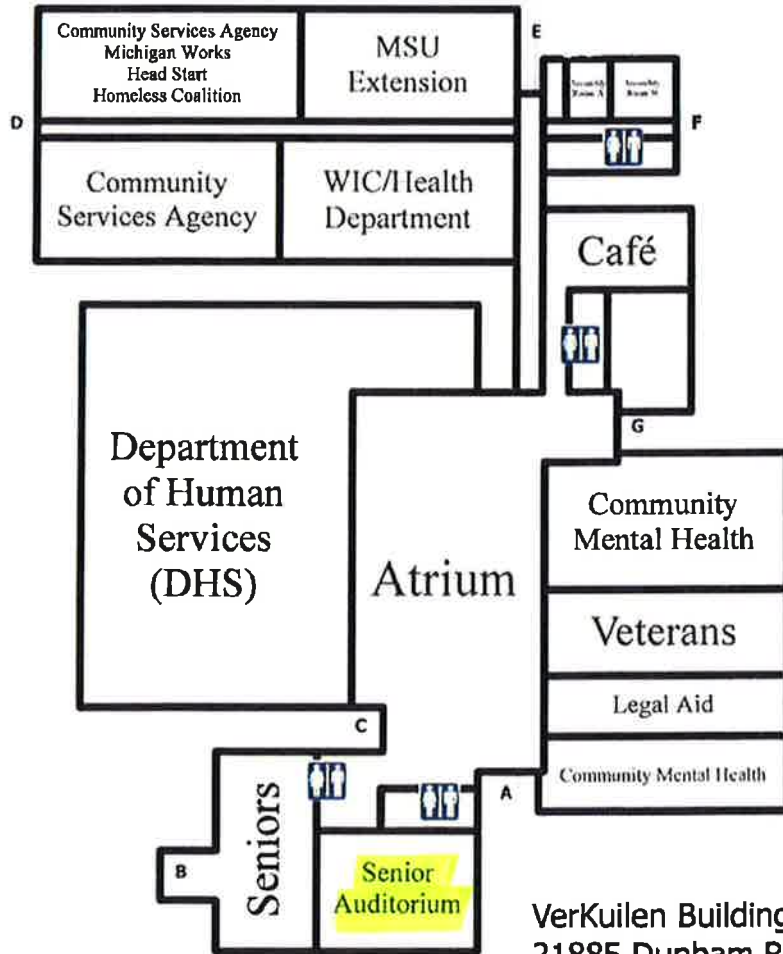 Community Services Agency
Michigan Works
Head Start
Homeless Coalition
MSU
Extension
E
D
F
Community
Services Agency
WIC/Health
Department
Café
G
Department
of Human
Services
(DHS)
Atrium
Community
Mental Health
Veterans
Legal Aid
Community Mental Health
C
A
B
Seniors
Senior
Auditorium
VerKuilen Building